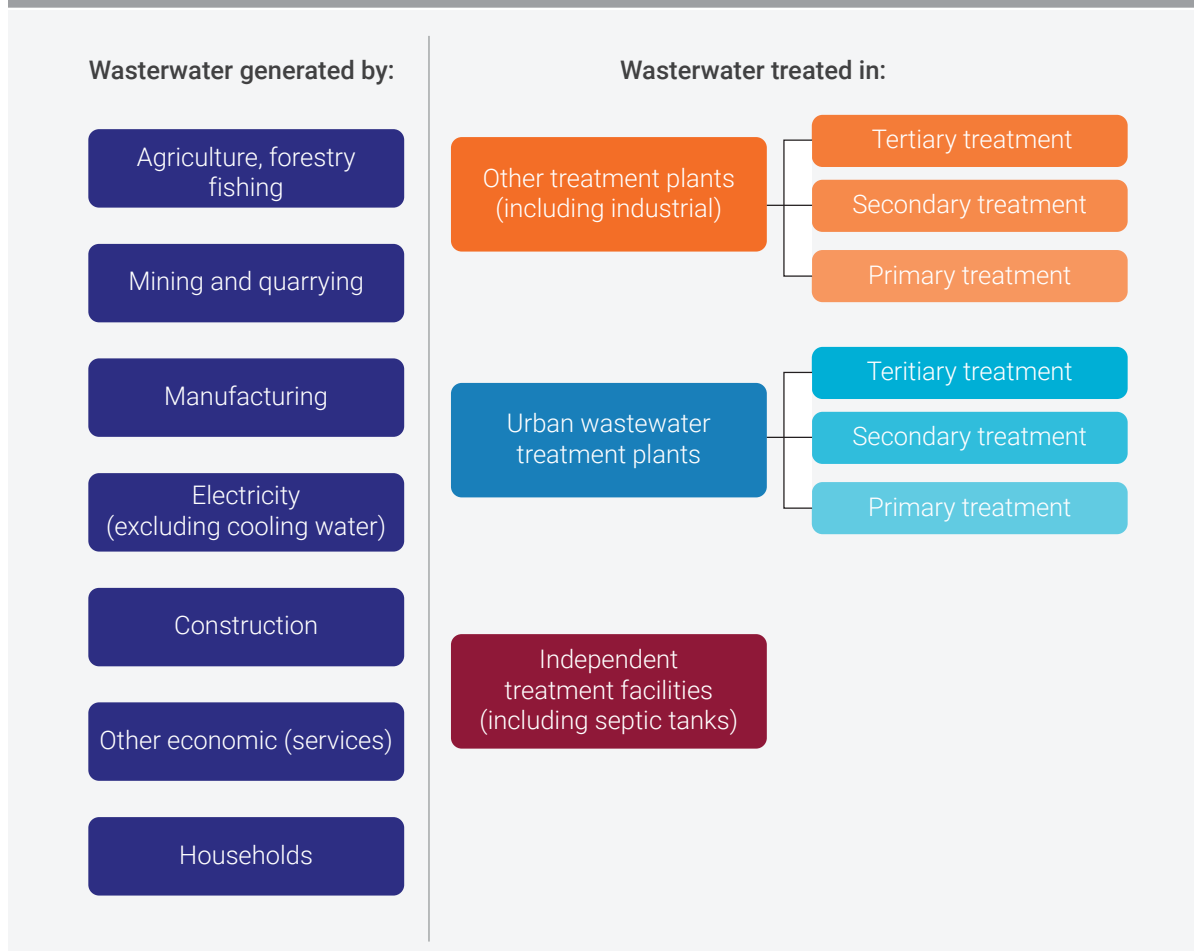 Wasterwater generated by:
Agriculture, forestry
fishing
Mining and quarrying
Manufacturing
Electricity
(excluding cooling water)
Construction
Other economic (services)
Households
Wasterwater treated in:
Other treatment plants
(including industrial)
Tertiary treatment
Secondary treatment
Primary treatment
Urban wastewater
treatment plants
Teritiary treatment
Secondary treatment
Primary treatment
Independent
treatment facilities
(including septic tanks)